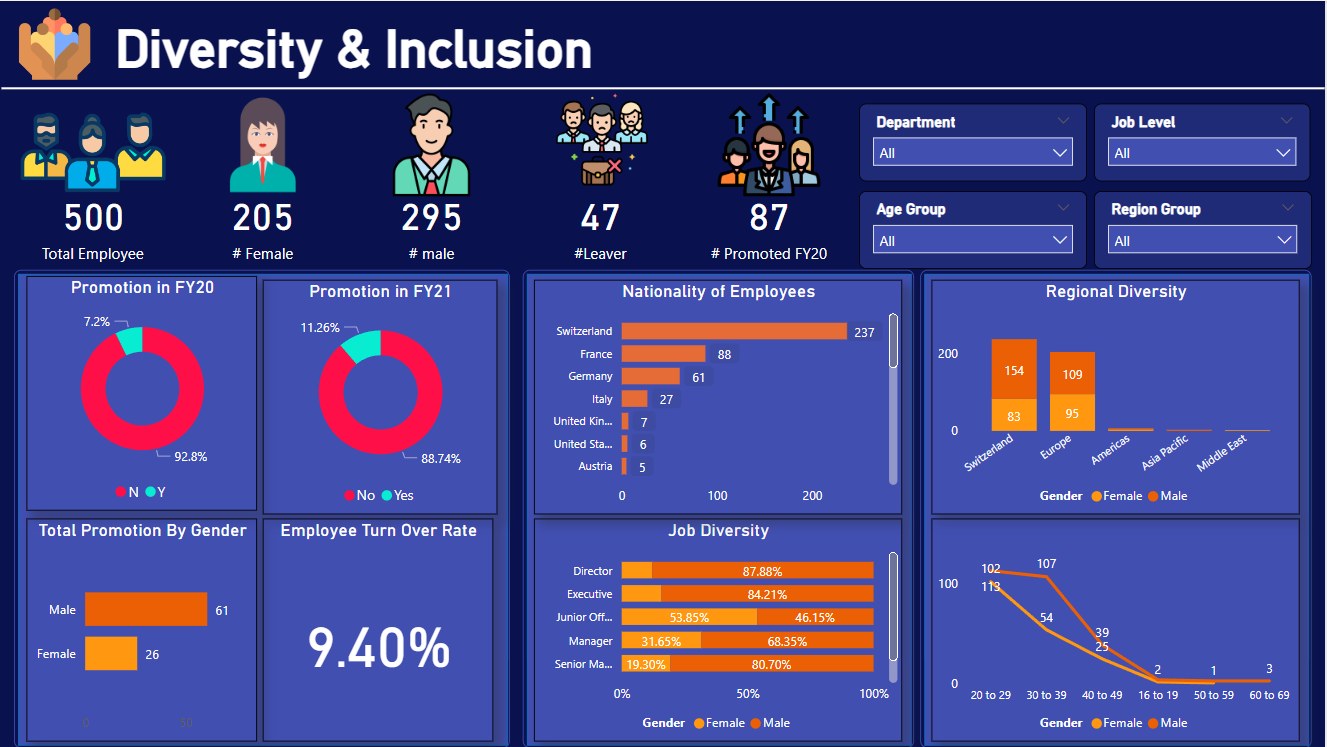 Diversity & Inclusion
500
Total Employee
205
# Female
295
# male
47
#Leaver
87
# Promoted FY20
Department
All
Job Level
All
Age Group
All
Region Group
All
Promotion in FY20
7.2%
92.8%
N Y
Promotion in FY21
11.26%
88.74%
No Yes
Total Promotion By Gender
Male 61
Female 26
0 50
Employee Turn Over Rate
9.40%
Nationality of Employees
Switzerland 237
France 88
Germany 61
Italy 27
United Kin... 7
United Sta... 6
Austria 5
0 100 200
Job Diversity
Director 87.88%
Executive 84.21%
Junior Off... 53.85% 46.15%
Manager 31.65% 68.35%
Senior Ma... 19.30% 80.70%
0% 50% 100%
Gender Female Male
Regional Diversity
200
154 109
83 95
0
Switzerland Europe Americas Asia Pacific Middle East
Gender Female Male
102 107
100
113
54
39
25
2 1 3
0
20 to 29 30 to 39 40 to 49 16 to 19 50 to 59 60 to 69
Gender Female Male